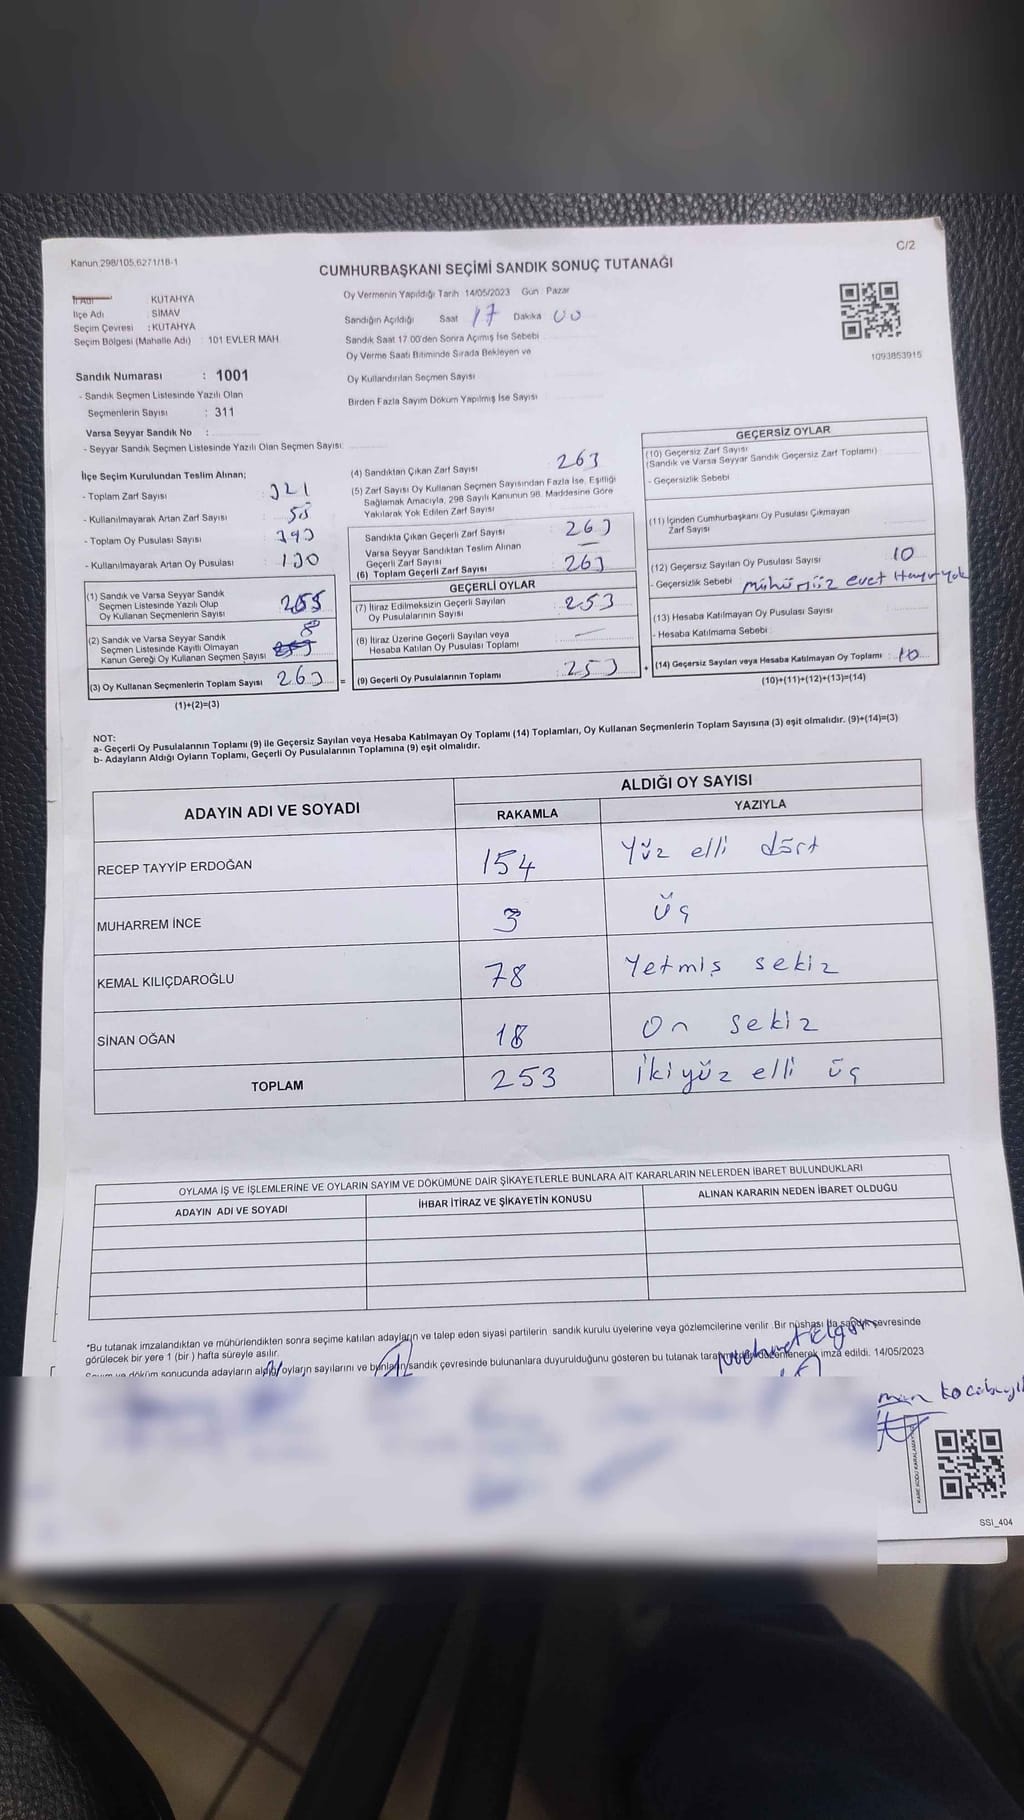 Kanun:298/105,6271/18-1
C/2
CUMHURBAŞKANI SEÇİMİ SANDIK SONUÇ TUTANAĞI
İl Adı KUTAHYA
İlçe Adı : SİMAV
Seçim Çevresi : KUTAHYA
Seçim Bölgesi (Mahalle Adı) : 101 EVLER MAH.
Oy Vermenin Yapıldığı Tarih 14/05/2023 Gün : Pazar
Sandığın Açıldığı Saat 17 Dakika 00
Sandık Saat 17.00'den Sonra Açılmış İse Sebebi
Oy Verme Saati Bitiminde Sırada Bekleyen ve
Oy Kullandırılan Seçmen Sayısı
Birden Fazla Sayım Döküm Yapılmış İse Sayısı
1093853915
Sandık Numarası : 1001
- Sandık Seçmen Listesinde Yazılı Olan
Seçmenlerin Sayısı : 311
Varsa Seyyar Sandık No :
- Seyyar Sandık Seçmen Listesinde Yazılı Olan Seçmen Sayısı:
İlçe Seçim Kurulundan Teslim Alınan;
- Toplam Zarf Sayısı : 321
- Kullanılmayarak Artan Zarf Sayısı : 58
- Toplam Oy Pusulası Sayısı : 393
- Kullanılmayarak Artan Oy Pusulası : 130
(1) Sandık ve Varsa Seyyar Sandık
Seçmen Listesinde Yazılı Olup
Oy Kullanan Seçmenlerin Sayısı 255
(2) Sandık ve Varsa Seyyar Sandık
Seçmen Listesinde Kayıtlı Olmayan
Kanun Gereği Oy Kullanan Seçmen Sayısı 8
(3) Oy Kullanan Seçmenlerin Toplam Sayısı 263 =
(1)+(2)=(3)
(4) Sandıktan Çıkan Zarf Sayısı 263
(5) Zarf Sayısı Oy Kullanan Seçmen Sayısından Fazla İse, Eşitliği
Sağlamak Amacıyla, 298 Sayılı Kanunun 98. Maddesine Göre
Yakılarak Yok Edilen Zarf Sayısı
Sandıkta Çıkan Geçerli Zarf Sayısı : 263
Varsa Seyyar Sandıktan Teslim Alınan
Geçerli Zarf Sayısı —
(6) Toplam Geçerli Zarf Sayısı : 263
GEÇERLİ OYLAR
(7) İtiraz Edilmeksizin Geçerli Sayılan
Oy Pusulalarının Sayısı : 253
(8) İtiraz Üzerine Geçerli Sayılan veya
Hesaba Katılan Oy Pusulası Toplamı —
(9) Geçerli Oy Pusulalarının Toplamı : 253 +
GEÇERSİZ OYLAR
(10) Geçersiz Zarf Sayısı
(Sandık ve Varsa Seyyar Sandık Geçersiz Zarf Toplamı)
- Geçersizlik Sebebi
(11) İçinden Cumhurbaşkanı Oy Pusulası Çıkmayan
Zarf Sayısı
(12) Geçersiz Sayılan Oy Pusulası Sayısı 10
- Geçersizlik Sebebi mühürsüz evet Hayır yok
(13) Hesaba Katılmayan Oy Pusulası Sayısı
- Hesaba Katılmama Sebebi :
(14) Geçersiz Sayılan veya Hesaba Katılmayan Oy Toplamı : 10
(10)+(11)+(12)+(13)=(14)
NOT:
a- Geçerli Oy Pusulalarının Toplamı (9) ile Geçersiz Sayılan veya Hesaba Katılmayan Oy Toplamı (14) Toplamları, Oy Kullanan Seçmenlerin Toplam Sayısına (3) eşit olmalıdır. (9)+(14)=(3)
b- Adayların Aldığı Oyların Toplamı, Geçerli Oy Pusulalarının Toplamına (9) eşit olmalıdır.
ADAYIN ADI VE SOYADI
ALDIĞI OY SAYISI
RAKAMLA YAZIYLA
RECEP TAYYİP ERDOĞAN 154 Yüz elli dört
MUHARREM İNCE 3 üç
KEMAL KILIÇDAROĞLU 78 Yetmiş sekiz
SİNAN OĞAN 18 On sekiz
TOPLAM 253 İkiyüz elli üç
OYLAMA İŞ VE İŞLEMLERİNE VE OYLARIN SAYIM VE DÖKÜMÜNE DAİR ŞİKAYETLERLE BUNLARA AİT KARARLARIN NELERDEN İBARET BULUNDUKLARI
ADAYIN ADI VE SOYADI İHBAR İTİRAZ VE ŞİKAYETİN KONUSU ALINAN KARARIN NEDEN İBARET OLDUĞU
*Bu tutanak imzalandıktan ve mühürlendikten sonra seçime katılan adayların ve talep eden siyasi partilerin sandık kurulu üyelerine veya gözlemcilerine verilir. Bir nüshası da sandık çevresinde
görülecek bir yere 1 (bir) hafta süreyle asılır.
Sayım ve döküm sonucunda adayların aldığı oyların sayılarını ve bunların sandık çevresinde bulunanlara duyurulduğunu gösteren bu tutanak düzenlenerek imza edildi. 14/05/2023
SSI_404